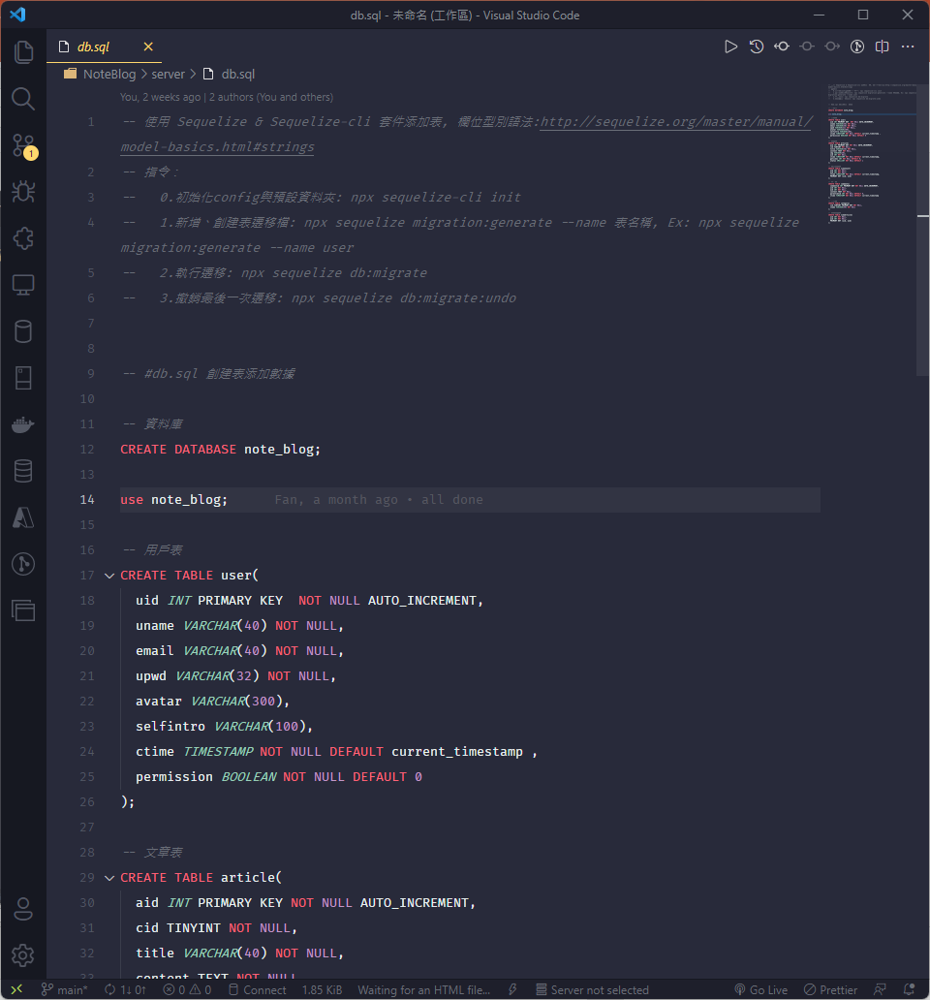 db.sql - 未命名 (工作區) - Visual Studio Code
db.sql
NoteBlog > server > db.sql
You, 2 weeks ago | 2 authors (You and others)
1 -- 使用 Sequelize & Sequelize-cli 套件添加表, 欄位型別語法:http://sequelize.org/master/manual/
model-basics.html#strings
2 -- 指令：
3 --   0.初始化config與預設資料夾: npx sequelize-cli init
4 --   1.新增、創建表遷移檔: npx sequelize migration:generate --name 表名稱, Ex: npx sequelize
migration:generate --name user
5 --   2.執行遷移: npx sequelize db:migrate
6 --   3.撤銷最後一次遷移: npx sequelize db:migrate:undo
7
8
9 -- #db.sql 創建表添加數據
10
11 -- 資料庫
12 CREATE DATABASE note_blog;
13
14 use note_blog; Fan, a month ago • all done
15
16 -- 用戶表
17 CREATE TABLE user(
18 uid INT PRIMARY KEY  NOT NULL AUTO_INCREMENT,
19 uname VARCHAR(40) NOT NULL,
20 email VARCHAR(40) NOT NULL,
21 upwd VARCHAR(32) NOT NULL,
22 avatar VARCHAR(300),
23 selfintro VARCHAR(100),
24 ctime TIMESTAMP NOT NULL DEFAULT current_timestamp ,
25 permission BOOLEAN NOT NULL DEFAULT 0
26 );
27
28 -- 文章表
29 CREATE TABLE article(
30 aid INT PRIMARY KEY NOT NULL AUTO_INCREMENT,
31 cid TINYINT NOT NULL,
32 title VARCHAR(40) NOT NULL,
33 content TEXT NOT NULL
1
main* 1↓ 0↑ 0 0 Connect 1.85 KiB Waiting for an HTML file... Server not selected Go Live Prettier